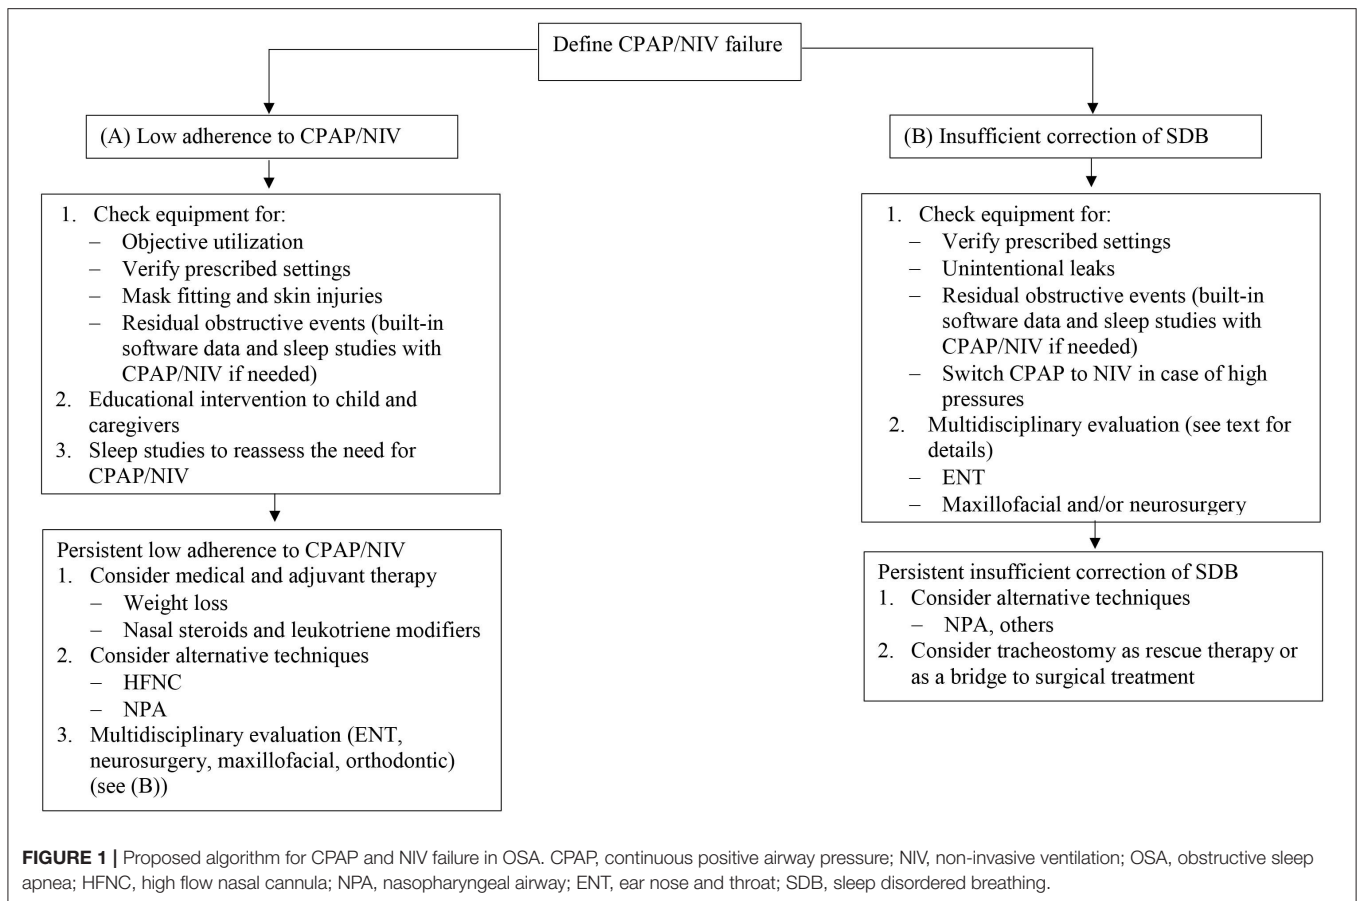 Define CPAP/NIV failure
(A) Low adherence to CPAP/NIV
1. Check equipment for:
– Objective utilization
– Verify prescribed settings
– Mask fitting and skin injuries
– Residual obstructive events (built-in
software data and sleep studies with
CPAP/NIV if needed)
2. Educational intervention to child and
caregivers
3. Sleep studies to reassess the need for
CPAP/NIV
Persistent low adherence to CPAP/NIV
1. Consider medical and adjuvant therapy
– Weight loss
– Nasal steroids and leukotriene modifiers
2. Consider alternative techniques
– HFNC
– NPA
3. Multidisciplinary evaluation (ENT,
neurosurgery, maxillofacial, orthodontic)
(see (B))
(B) Insufficient correction of SDB
1. Check equipment for:
– Verify prescribed settings
– Unintentional leaks
– Residual obstructive events (built-in
software data and sleep studies with
CPAP/NIV if needed)
– Switch CPAP to NIV in case of high
pressures
2. Multidisciplinary evaluation (see text for
details)
– ENT
– Maxillofacial and/or neurosurgery
Persistent insufficient correction of SDB
1. Consider alternative techniques
– NPA, others
2. Consider tracheostomy as rescue therapy or
as a bridge to surgical treatment
FIGURE 1 | Proposed algorithm for CPAP and NIV failure in OSA. CPAP, continuous positive airway pressure; NIV, non-invasive ventilation; OSA, obstructive sleep
apnea; HFNC, high flow nasal cannula; NPA, nasopharyngeal airway; ENT, ear nose and throat; SDB, sleep disordered breathing.